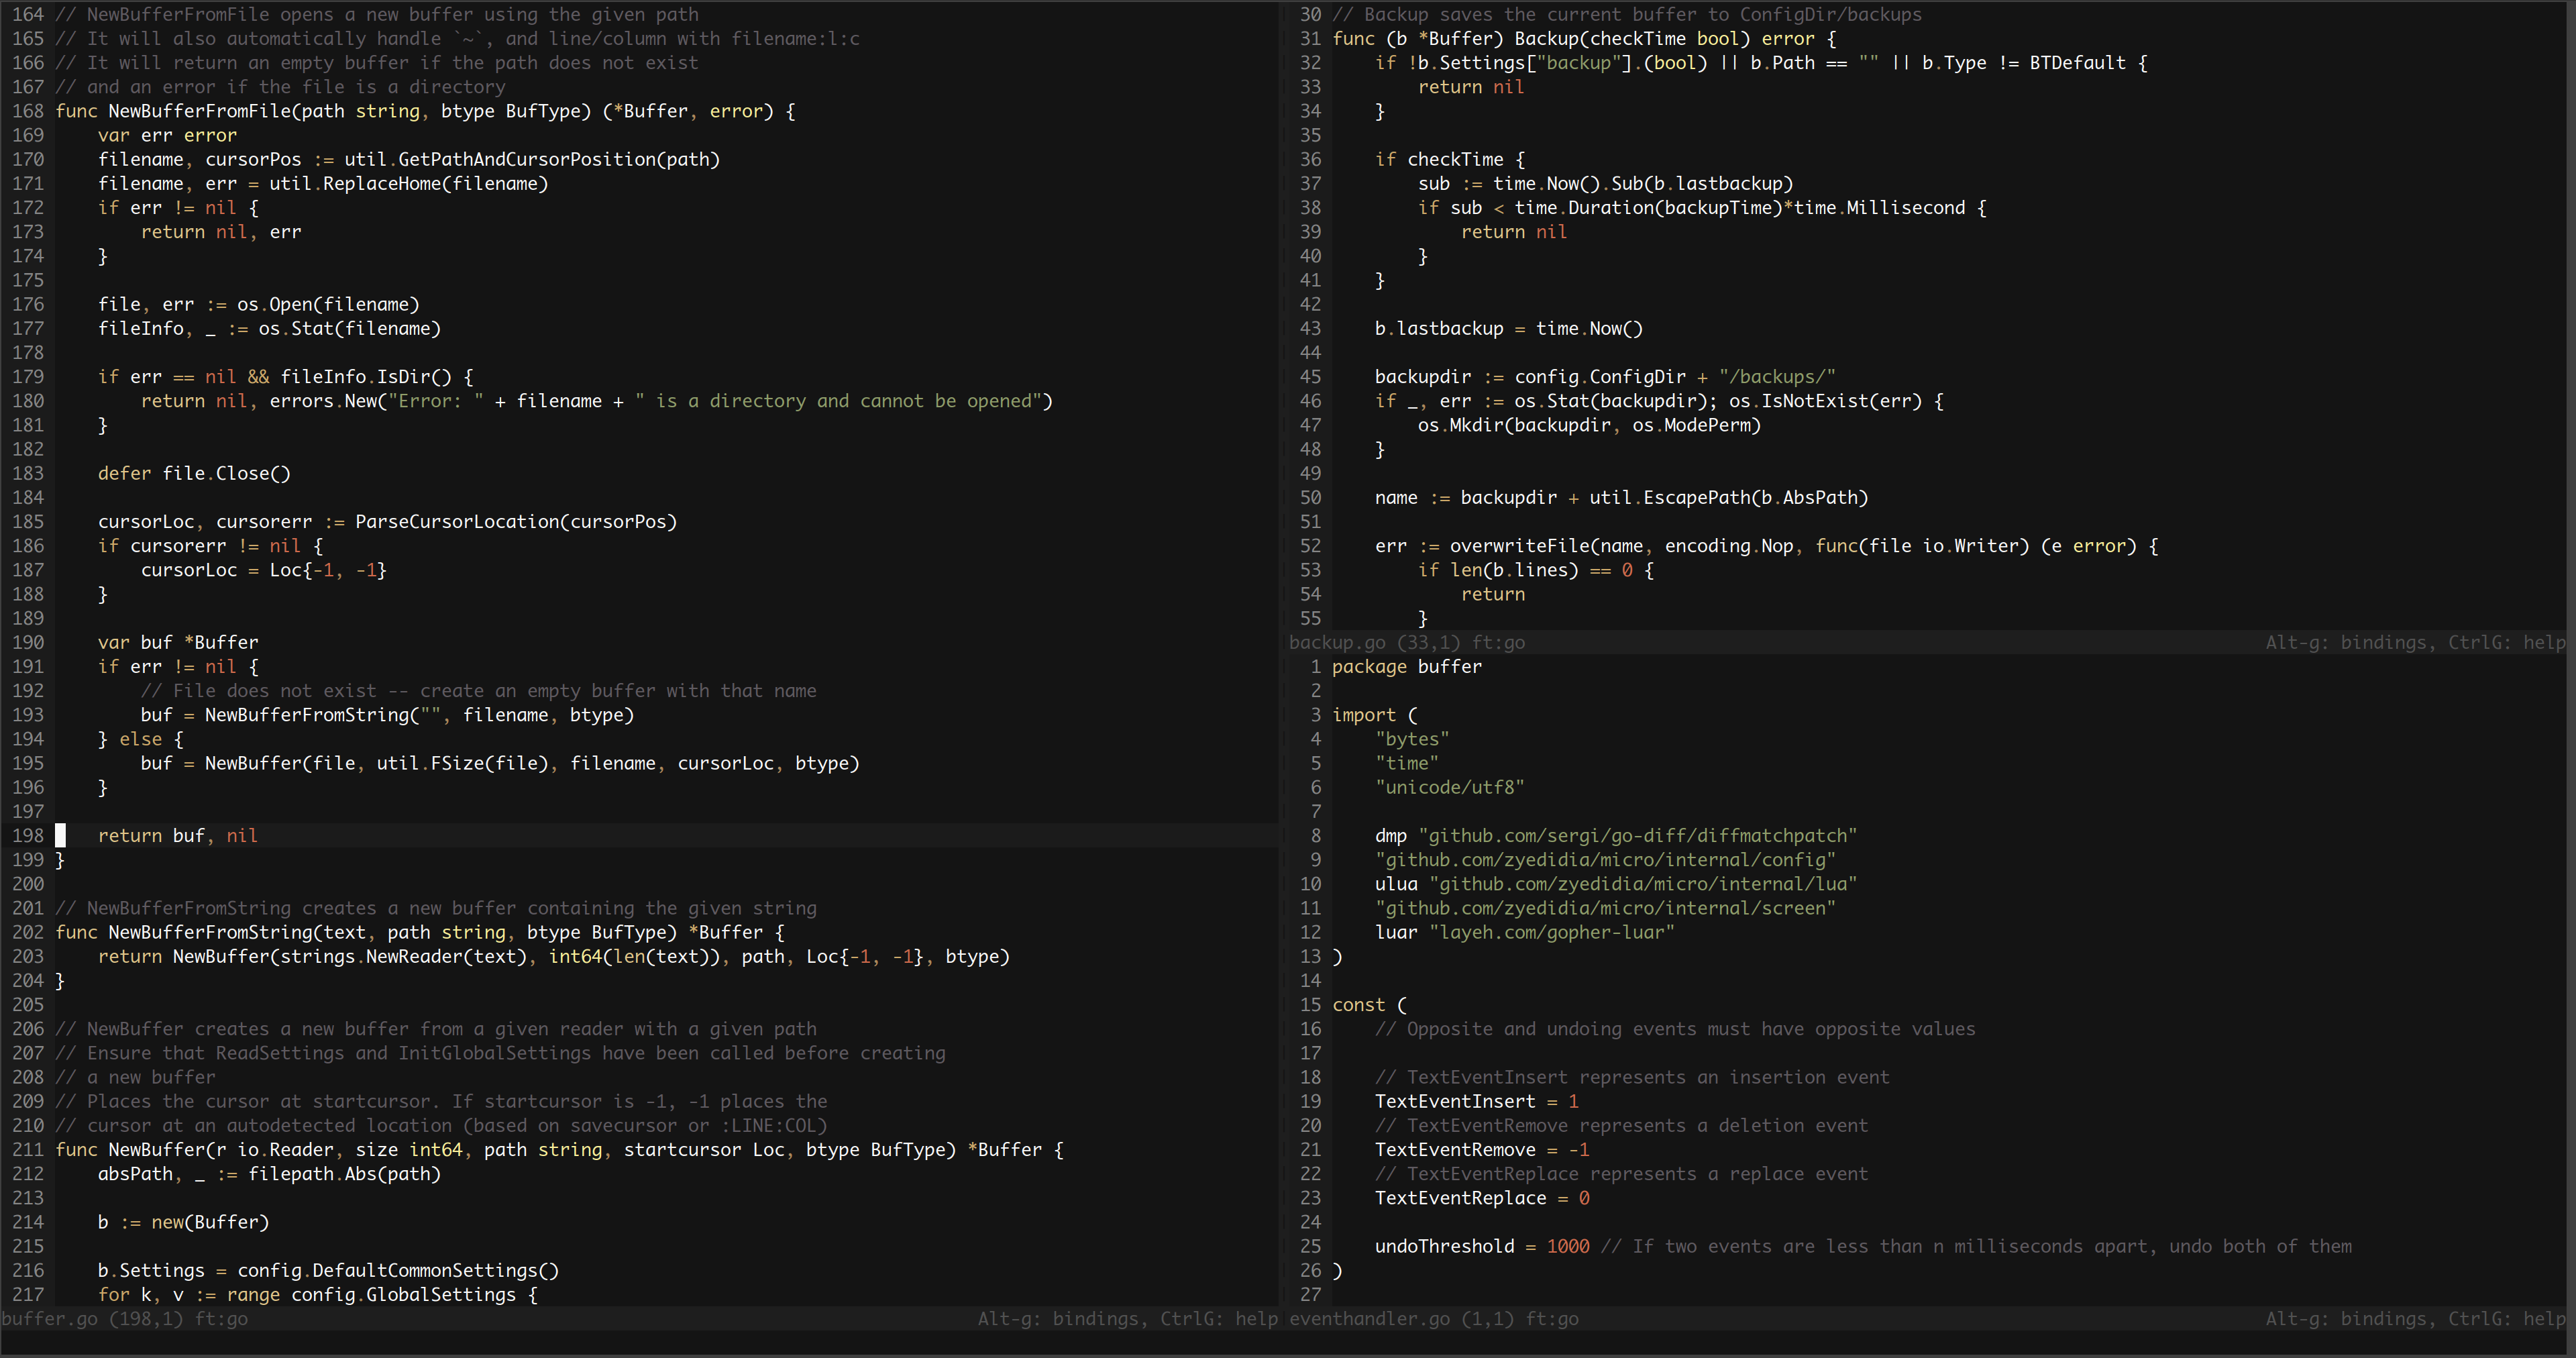 164 // NewBufferFromFile opens a new buffer using the given path
165 // It will also automatically handle `~`, and line/column with filename:l:c
166 // It will return an empty buffer if the path does not exist
167 // and an error if the file is a directory
168 func NewBufferFromFile(path string, btype BufType) (*Buffer, error) {
169     var err error
170     filename, cursorPos := util.GetPathAndCursorPosition(path)
171     filename, err = util.ReplaceHome(filename)
172     if err != nil {
173         return nil, err
174     }
175
176     file, err := os.Open(filename)
177     fileInfo, _ := os.Stat(filename)
178
179     if err == nil && fileInfo.IsDir() {
180         return nil, errors.New("Error: " + filename + " is a directory and cannot be opened")
181     }
182
183     defer file.Close()
184
185     cursorLoc, cursorerr := ParseCursorLocation(cursorPos)
186     if cursorerr != nil {
187         cursorLoc = Loc{-1, -1}
188     }
189
190     var buf *Buffer
191     if err != nil {
192         // File does not exist -- create an empty buffer with that name
193         buf = NewBufferFromString("", filename, btype)
194     } else {
195         buf = NewBuffer(file, util.FSize(file), filename, cursorLoc, btype)
196     }
197
198     return buf, nil
199 }
200
201 // NewBufferFromString creates a new buffer containing the given string
202 func NewBufferFromString(text, path string, btype BufType) *Buffer {
203     return NewBuffer(strings.NewReader(text), int64(len(text)), path, Loc{-1, -1}, btype)
204 }
205
206 // NewBuffer creates a new buffer from a given reader with a given path
207 // Ensure that ReadSettings and InitGlobalSettings have been called before creating
208 // a new buffer
209 // Places the cursor at startcursor. If startcursor is -1, -1 places the
210 // cursor at an autodetected location (based on savecursor or :LINE:COL)
211 func NewBuffer(r io.Reader, size int64, path string, startcursor Loc, btype BufType) *Buffer {
212     absPath, _ := filepath.Abs(path)
213
214     b := new(Buffer)
215
216     b.Settings = config.DefaultCommonSettings()
217     for k, v := range config.GlobalSettings {
buffer.go (198,1) ft:go Alt-g: bindings, CtrlG: help
30 // Backup saves the current buffer to ConfigDir/backups
31 func (b *Buffer) Backup(checkTime bool) error {
32     if !b.Settings["backup"].(bool) || b.Path == "" || b.Type != BTDefault {
33         return nil
34     }
35
36     if checkTime {
37         sub := time.Now().Sub(b.lastbackup)
38         if sub < time.Duration(backupTime)*time.Millisecond {
39             return nil
40         }
41     }
42
43     b.lastbackup = time.Now()
44
45     backupdir := config.ConfigDir + "/backups/"
46     if _, err := os.Stat(backupdir); os.IsNotExist(err) {
47         os.Mkdir(backupdir, os.ModePerm)
48     }
49
50     name := backupdir + util.EscapePath(b.AbsPath)
51
52     err := overwriteFile(name, encoding.Nop, func(file io.Writer) (e error) {
53         if len(b.lines) == 0 {
54             return
55         }
backup.go (33,1) ft:go Alt-g: bindings, CtrlG: help
1 package buffer
2
3 import (
4     "bytes"
5     "time"
6     "unicode/utf8"
7
8     dmp "github.com/sergi/go-diff/diffmatchpatch"
9     "github.com/zyedidia/micro/internal/config"
10     ulua "github.com/zyedidia/micro/internal/lua"
11     "github.com/zyedidia/micro/internal/screen"
12     luar "layeh.com/gopher-luar"
13 )
14
15 const (
16     // Opposite and undoing events must have opposite values
17
18     // TextEventInsert represents an insertion event
19     TextEventInsert = 1
20     // TextEventRemove represents a deletion event
21     TextEventRemove = -1
22     // TextEventReplace represents a replace event
23     TextEventReplace = 0
24
25     undoThreshold = 1000 // If two events are less than n milliseconds apart, undo both of them
26 )
27
eventhandler.go (1,1) ft:go Alt-g: bindings, CtrlG: help